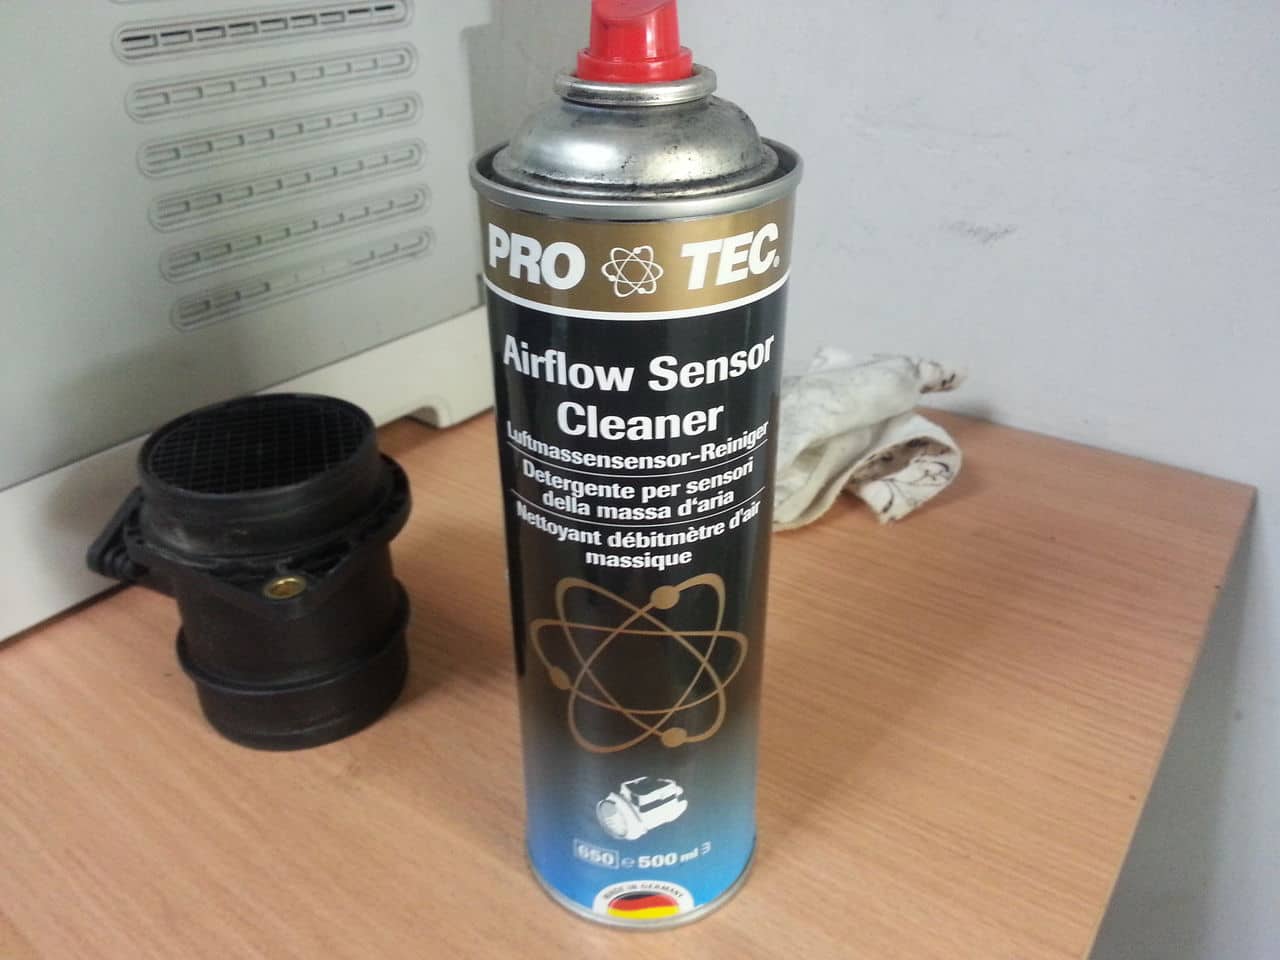 PRO TEC®
Airflow Sensor
Cleaner
Luftmassensensor-Reiniger
Detergente per sensori
della massa d'aria
Nettoyant débitmètre d'air
massique
650 ℮ 500 ml 3
MADE IN GERMANY